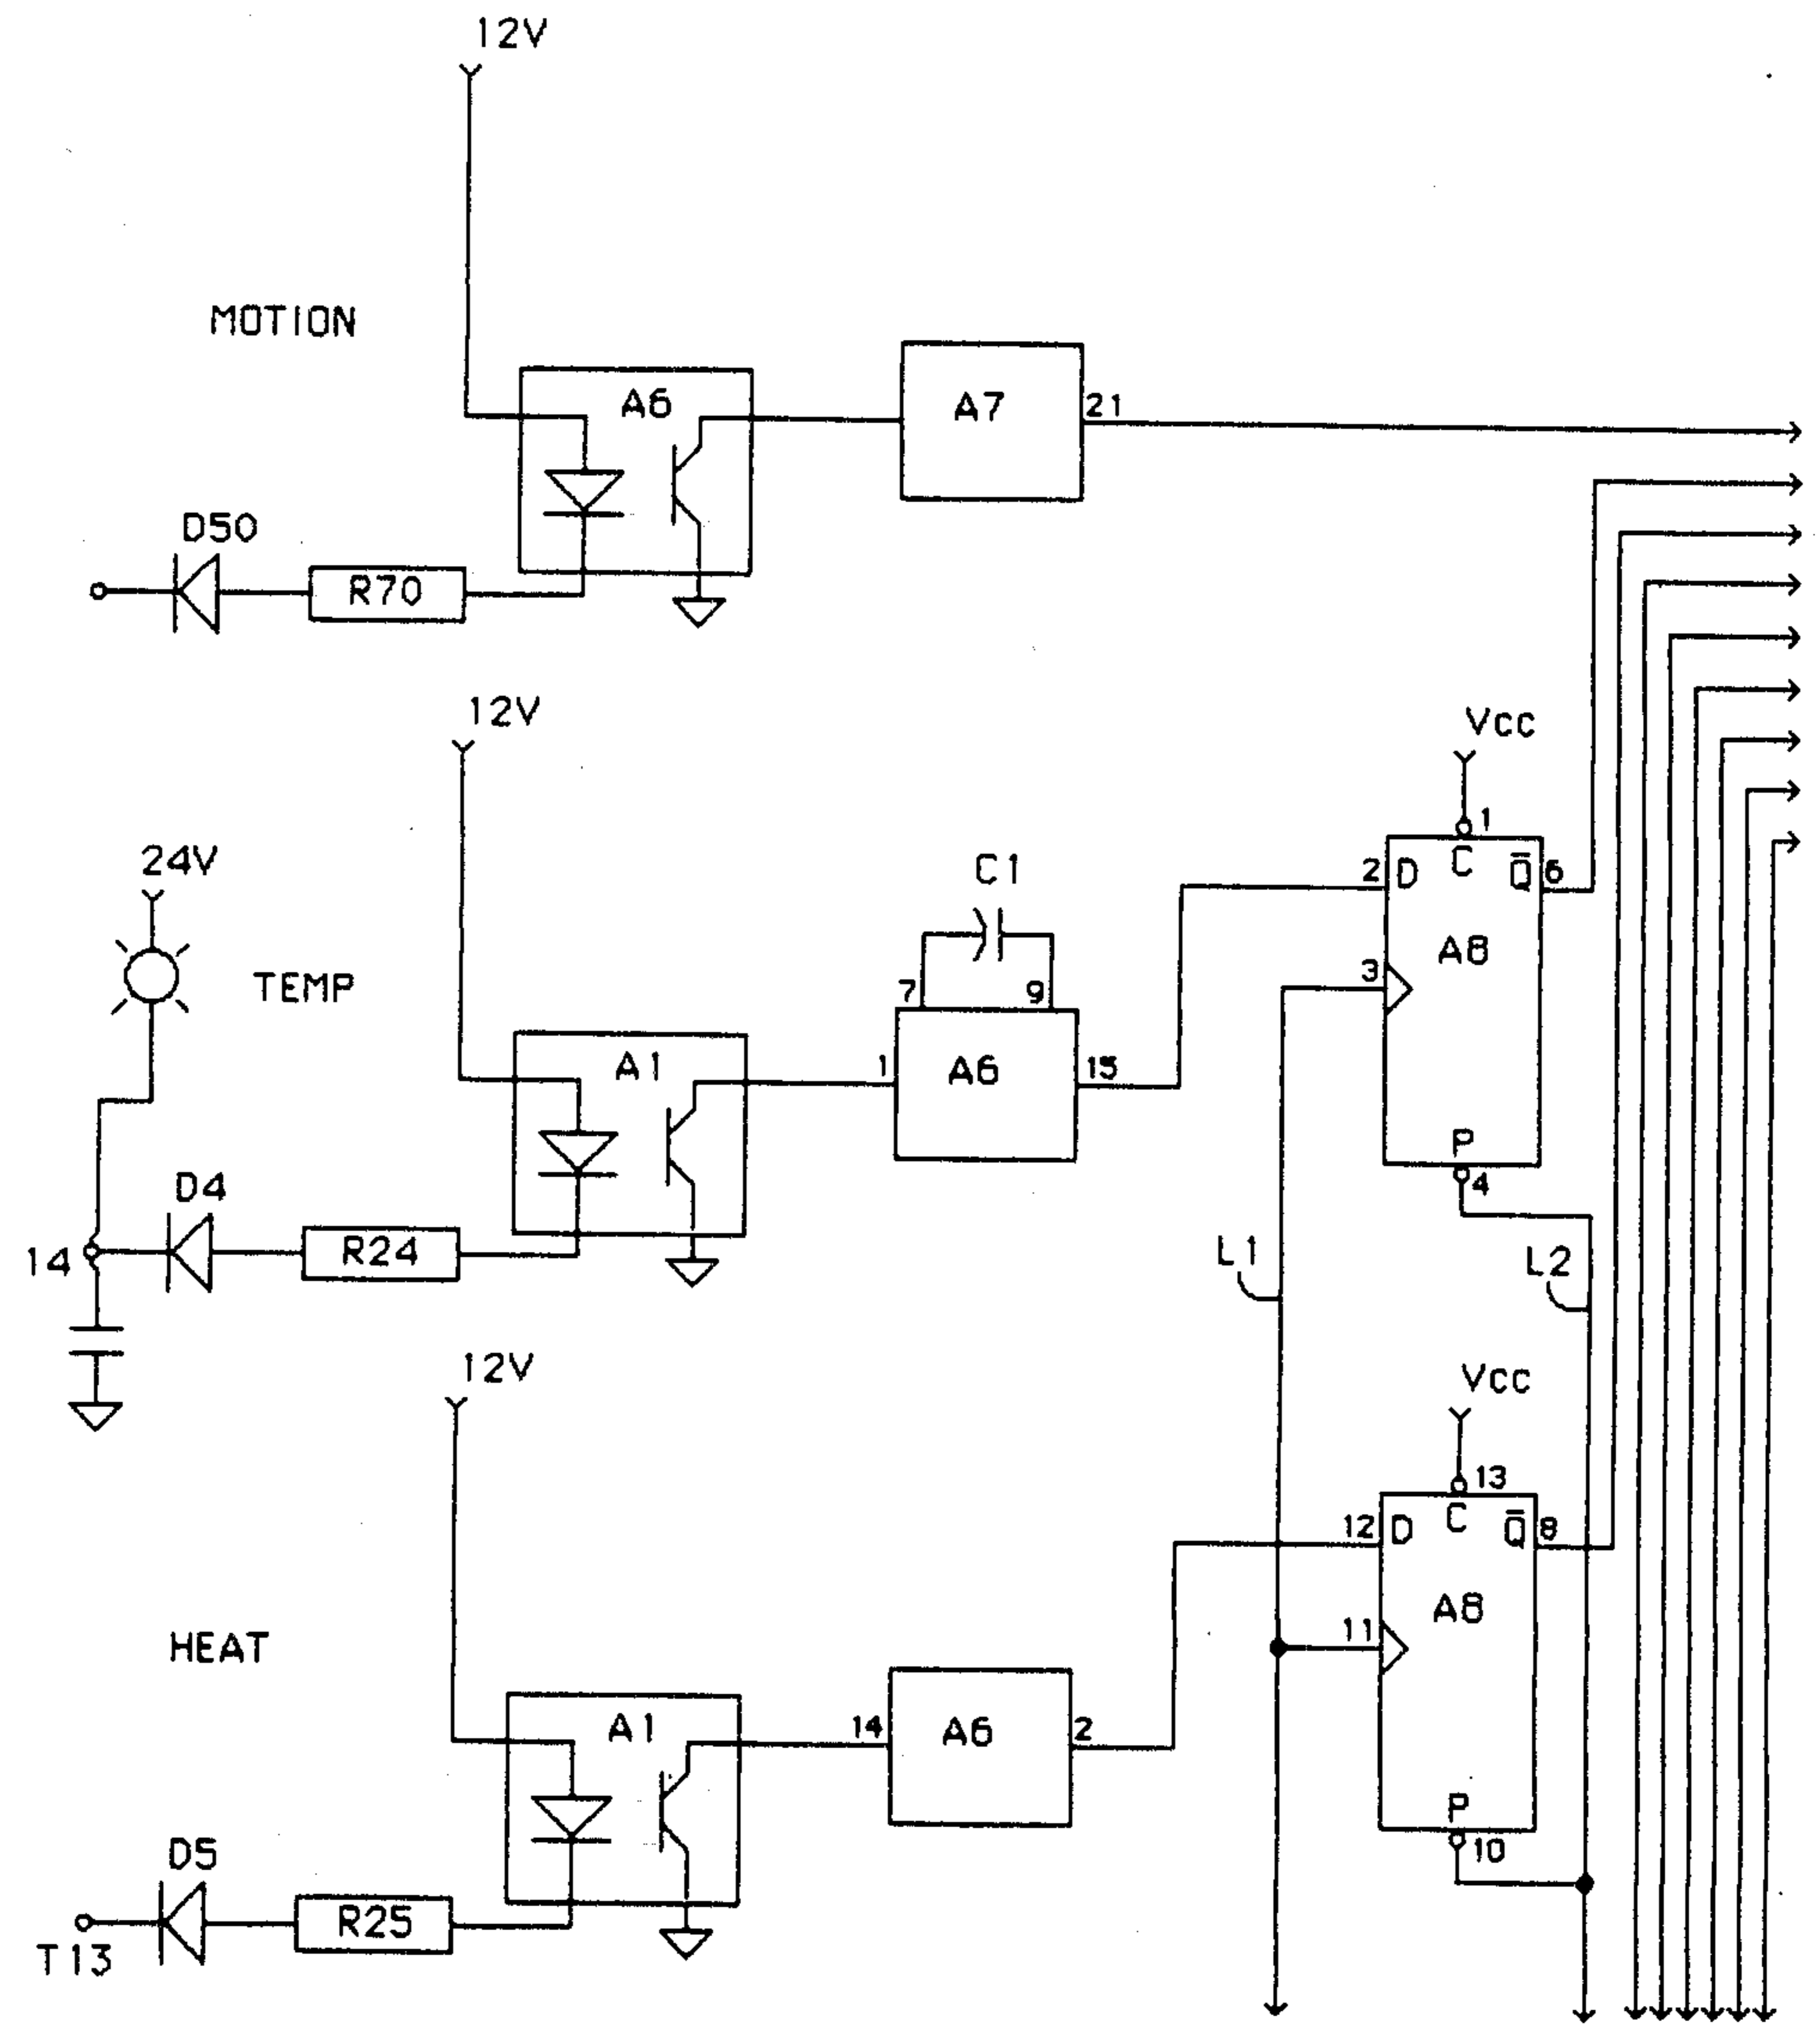 12V
MOTION
A6
A7
21
D50
R70
12V
Vcc
1
24V
C1
2 D C Q̄ 6
A8
TEMP
3
7 9
A1
1 A6 15
P
4
D4
14
R24
L1
L2
12V
Vcc
13
12 D C Q̄ 8
A8
HEAT
11
A1
14 A6 2
P
10
D5
R25
T13